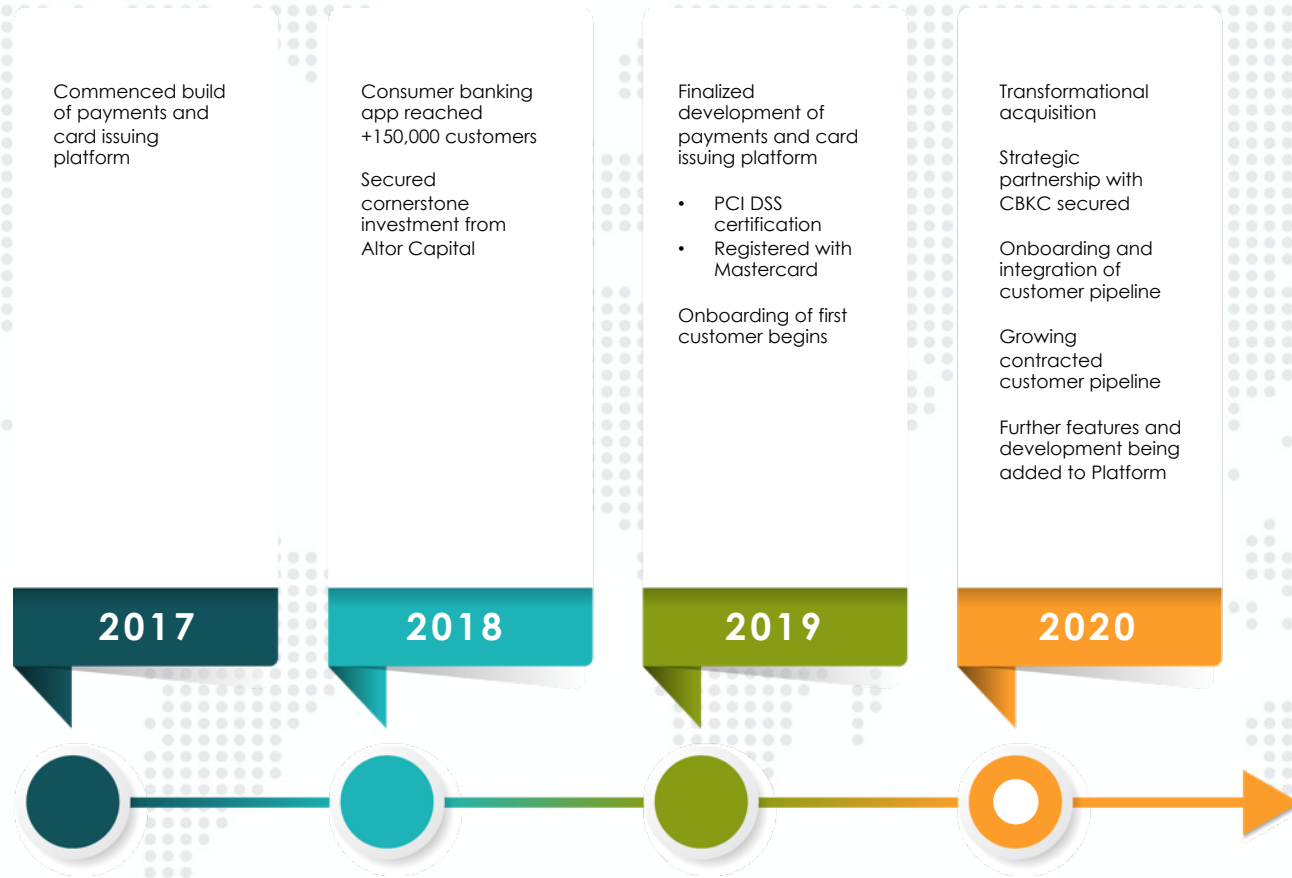 Commenced build
of payments and
card issuing
platform
2017
Consumer banking
app reached
+150,000 customers
Secured
cornerstone
investment from
Altor Capital
2018
Finalized
development of
payments and card
issuing platform
• PCI DSS
certification
• Registered with
Mastercard
Onboarding of first
customer begins
2019
Transformational
acquisition
Strategic
partnership with
CBKC secured
Onboarding and
integration of
customer pipeline
Growing
contracted
customer pipeline
Further features and
development being
added to Platform
2020